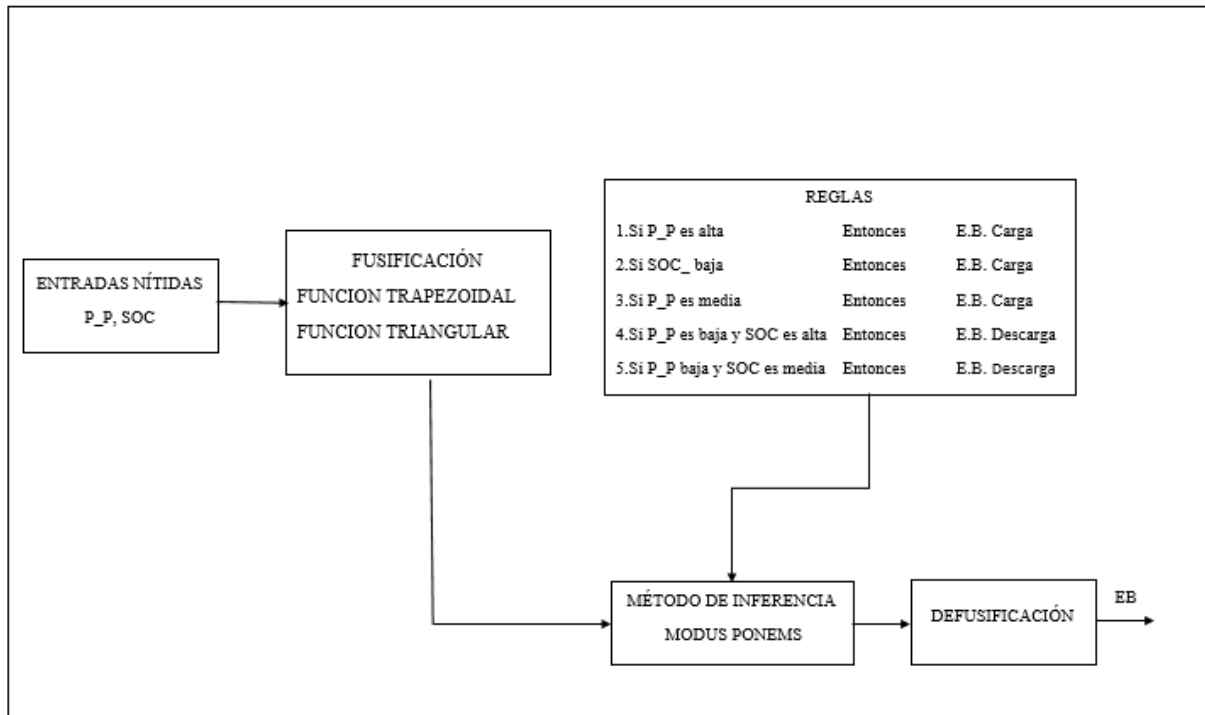 ENTRADAS NÍTIDAS
P_P, SOC
FUSIFICACIÓN
FUNCION TRAPEZOIDAL
FUNCION TRIANGULAR
REGLAS
1.Si P_P es alta Entonces E.B. Carga
2.Si SOC_ baja Entonces E.B. Carga
3.Si P_P es media Entonces E.B. Carga
4.Si P_P es baja y SOC es alta Entonces E.B. Descarga
5.Si P_P baja y SOC es media Entonces E.B. Descarga
MÉTODO DE INFERENCIA
MODUS PONEMS
DEFUSIFICACIÓN
EB